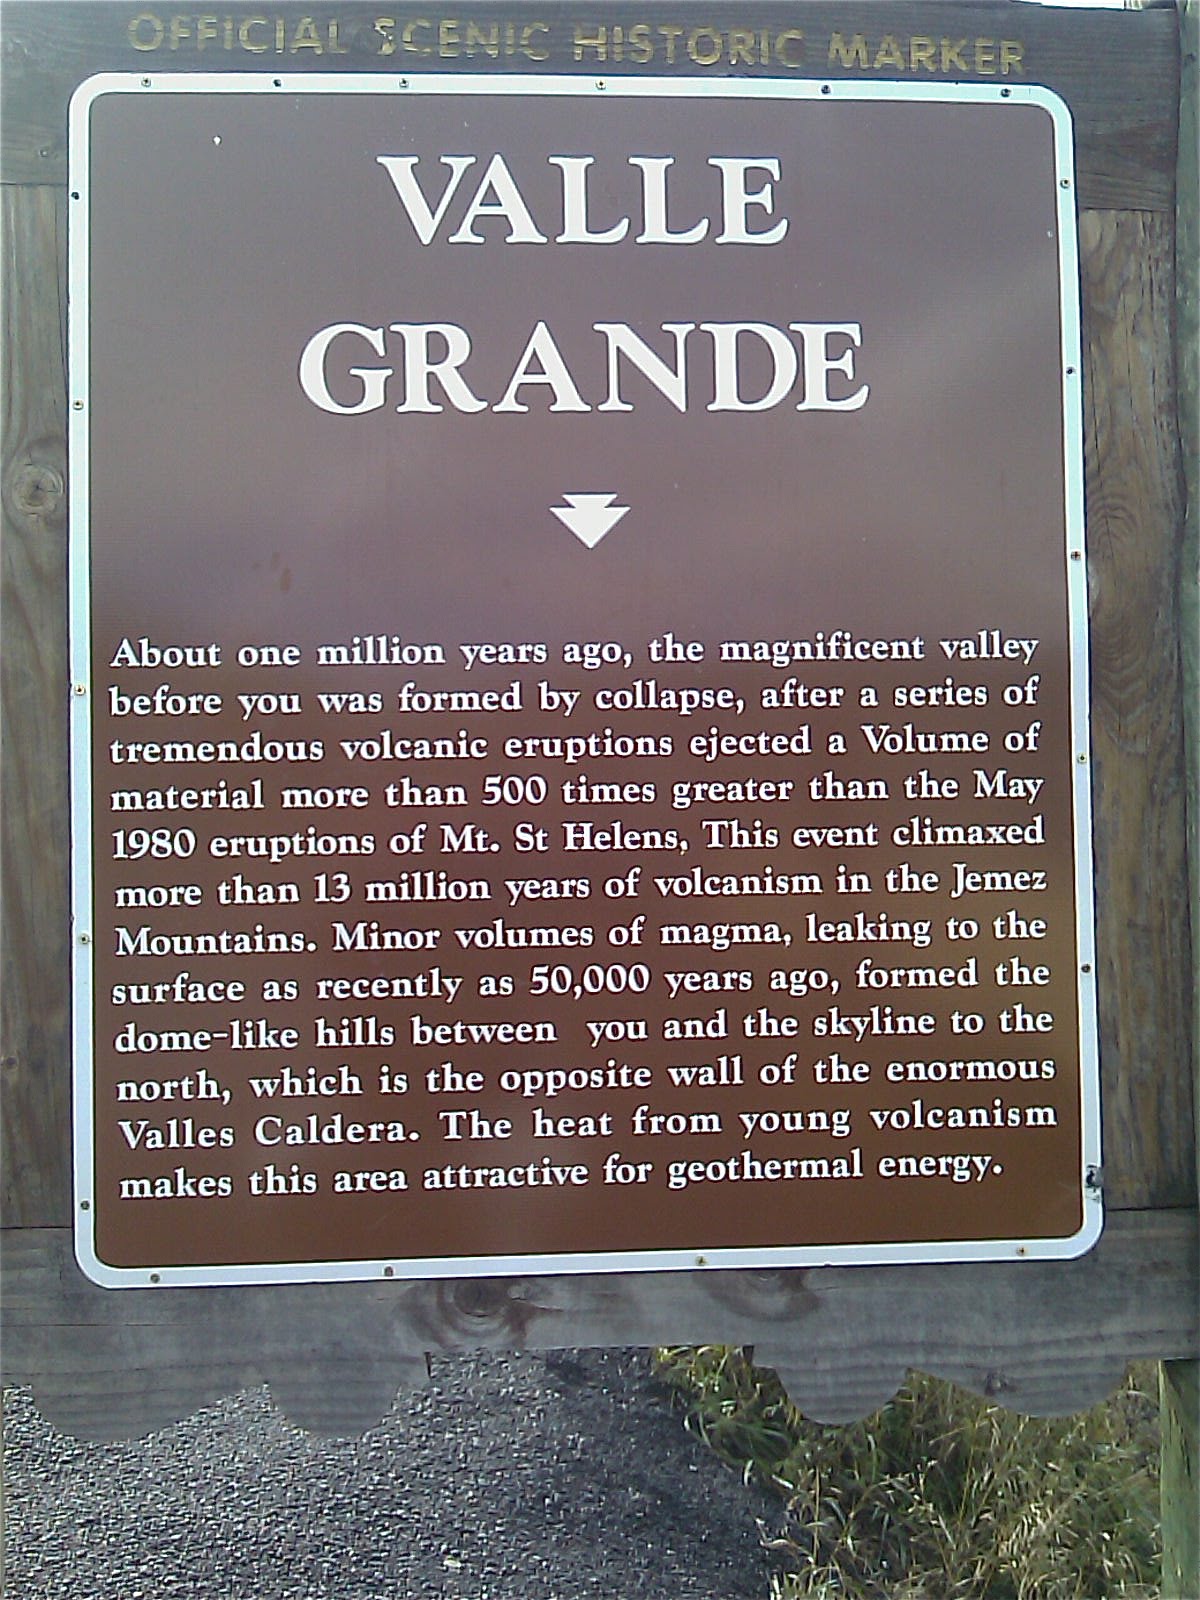 OFFICIAL SCENIC HISTORIC MARKER
VALLE
GRANDE
About one million years ago, the magnificent valley
before you was formed by collapse, after a series of
tremendous volcanic eruptions ejected a Volume of
material more than 500 times greater than the May
1980 eruptions of Mt. St Helens, This event climaxed
more than 13 million years of volcanism in the Jemez
Mountains. Minor volumes of magma, leaking to the
surface as recently as 50,000 years ago, formed the
dome-like hills between you and the skyline to the
north, which is the opposite wall of the enormous
Valles Caldera. The heat from young volcanism
makes this area attractive for geothermal energy.